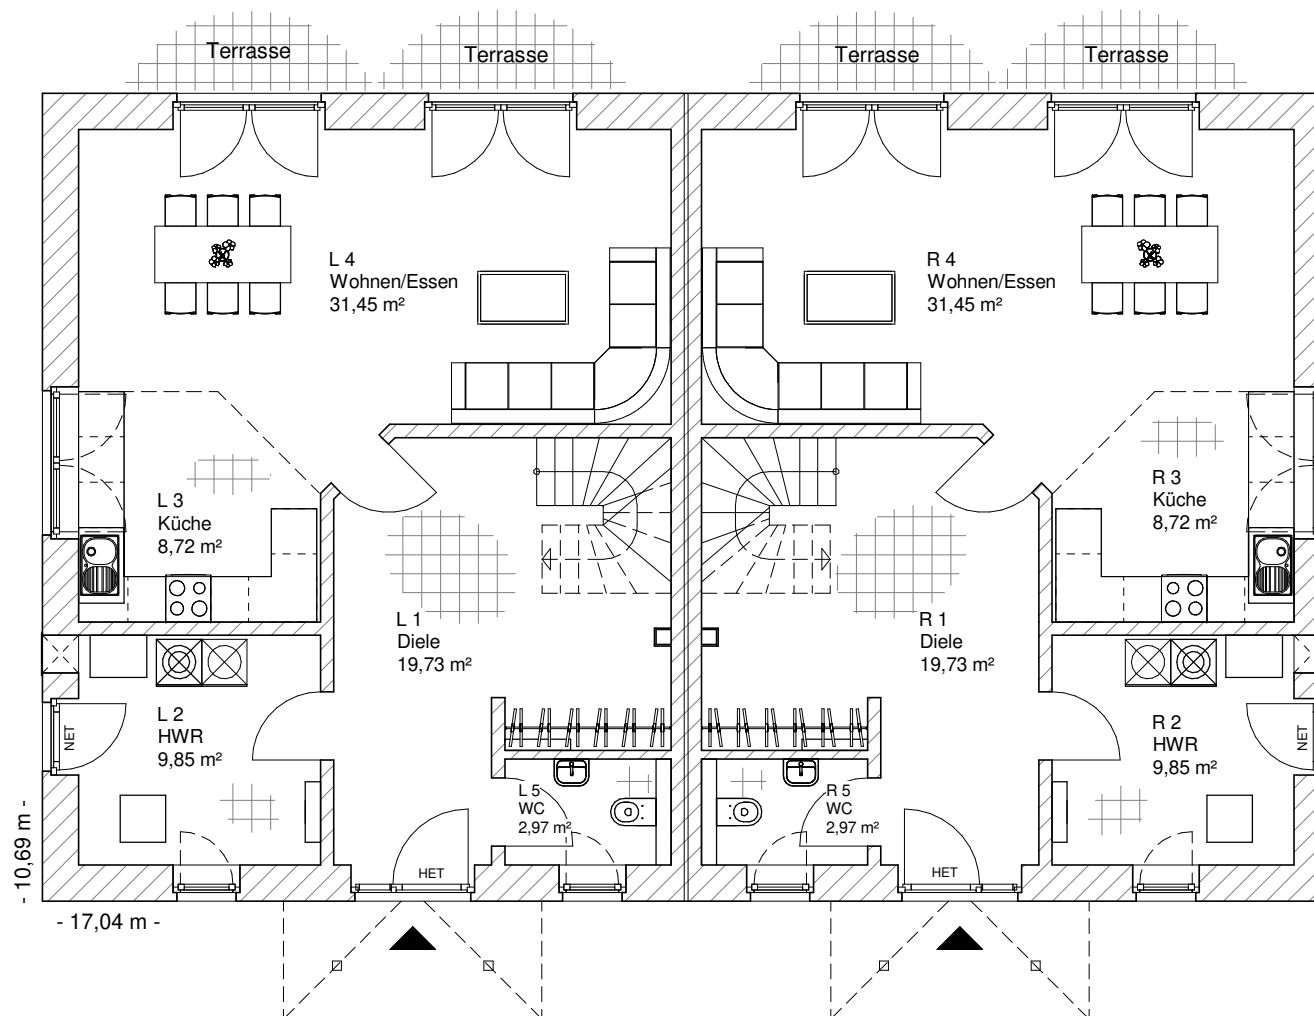 Terrasse
Terrasse
Terrasse
Terrasse
L 4
Wohnen/Essen
31,45 m²
R 4
Wohnen/Essen
31,45 m²
L 3
Küche
8,72 m²
R 3
Küche
8,72 m²
L 1
Diele
19,73 m²
R 1
Diele
19,73 m²
L 2
HWR
9,85 m²
NET
R 2
HWR
9,85 m²
NET
L 5
WC
2,97 m²
R 5
WC
2,97 m²
HET
HET
- 10,69 m -
- 17,04 m -